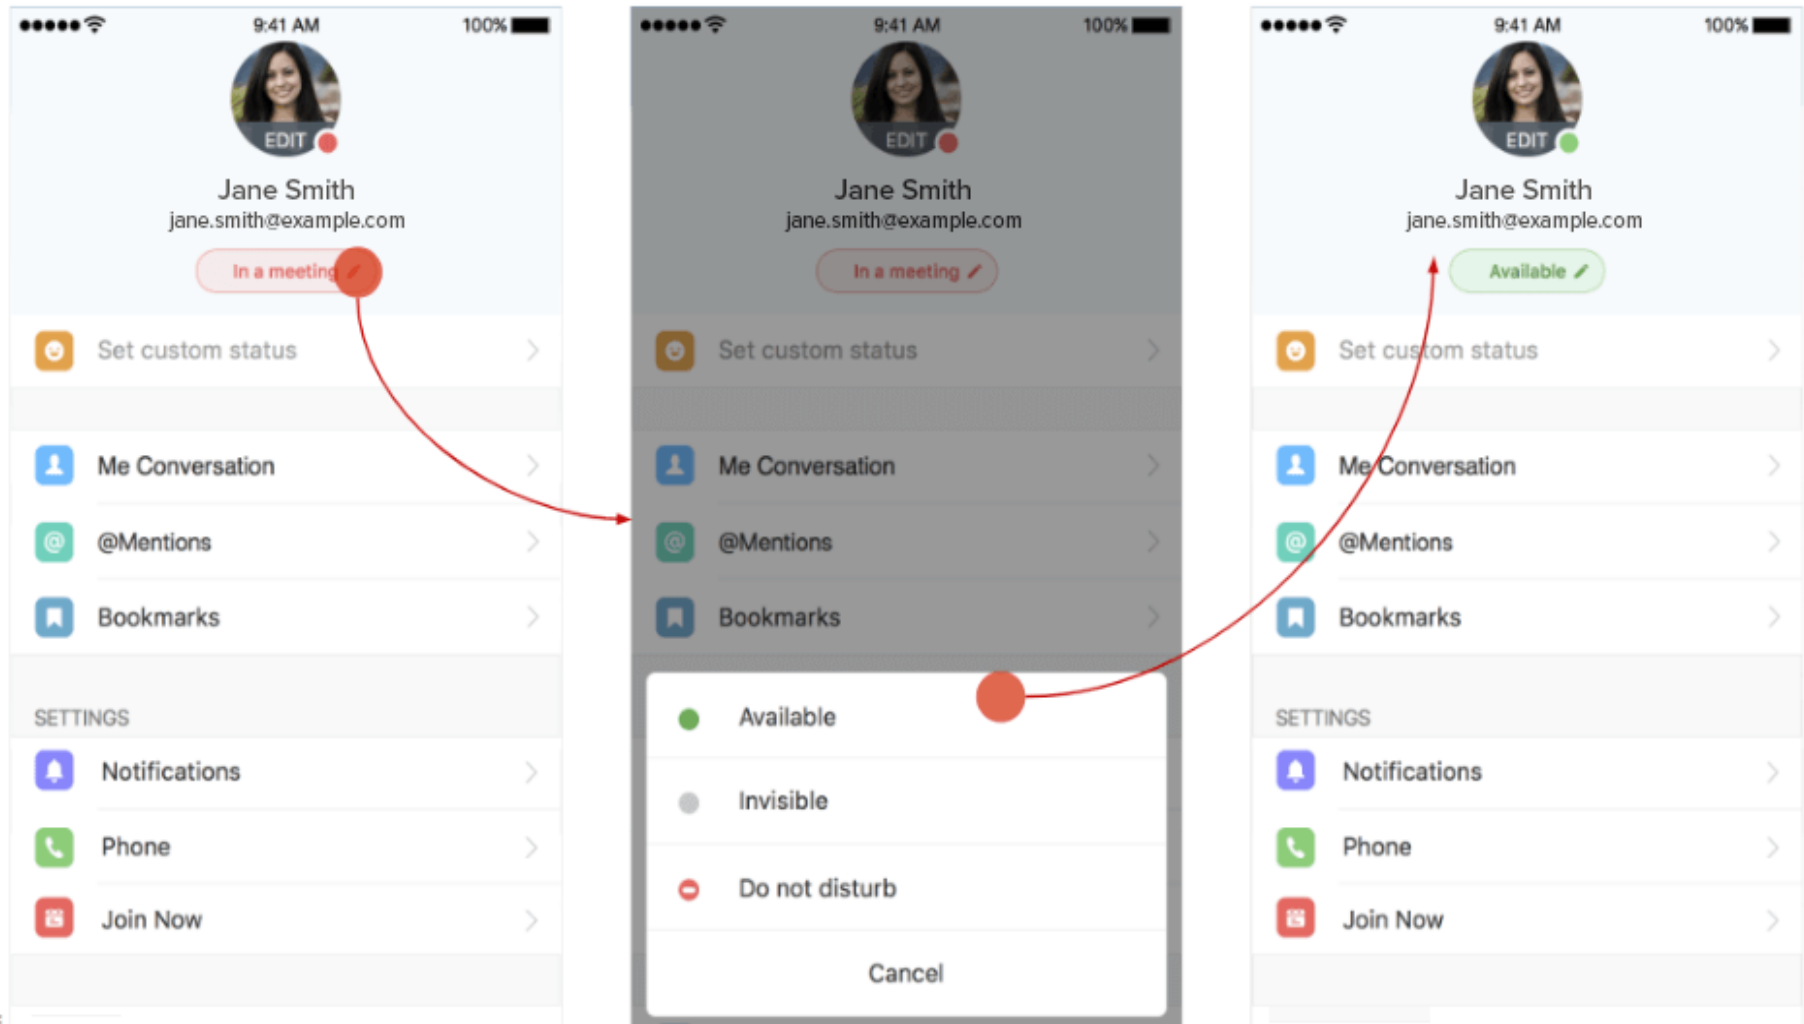 9:41 AM
100%
EDIT
Jane Smith
jane.smith@example.com
In a meeting
Set custom status
Me Conversation
@Mentions
Bookmarks
SETTINGS
Notifications
Phone
Join Now
9:41 AM
100%
EDIT
Jane Smith
jane.smith@example.com
In a meeting
Set custom status
Me Conversation
@Mentions
Bookmarks
Available
Invisible
Do not disturb
Cancel
9:41 AM
100%
EDIT
Jane Smith
jane.smith@example.com
Available
Set custom status
Me Conversation
@Mentions
Bookmarks
SETTINGS
Notifications
Phone
Join Now